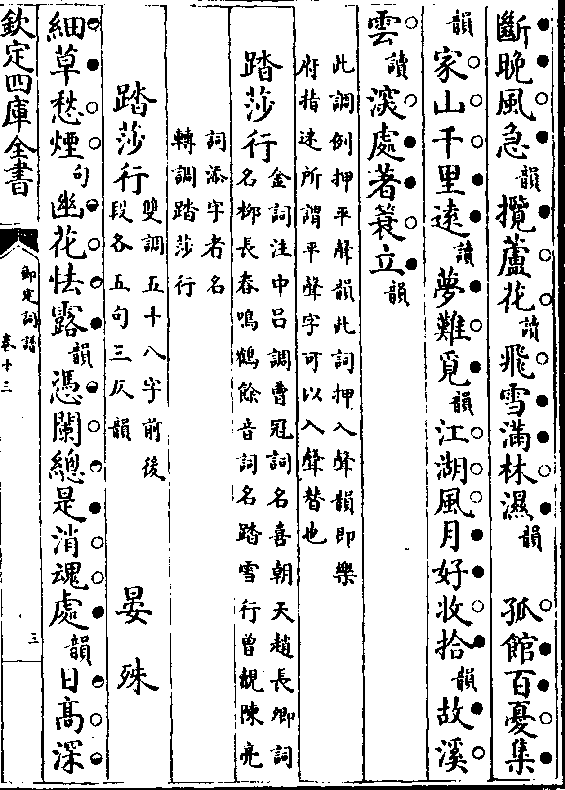 斷晚風急韻攬蘆花讀飛雪滿林濕韻 孤館百憂集
韻家山千里遠讀夢難覓韻江湖風月好收拾韻故溪
雲讀深處著蓑立韻
此調例押平聲韻此詞押入聲韻即樂
府指迷所謂平聲字可以入聲替也
踏莎行金詞注中吕調曹冠詞名喜朝天趙長卿詞
名柳長春鳴鶴餘音詞名踏雪行曾覿陳亮
詞添字者名
轉調踏莎行
踏莎行雙調五十八字前後
段各五句三仄韻
晏殊
細草愁煙句幽花怯露韻憑闌總是消魂處韻日高深
欽定四庫全書
御定詞譜
卷十三
三